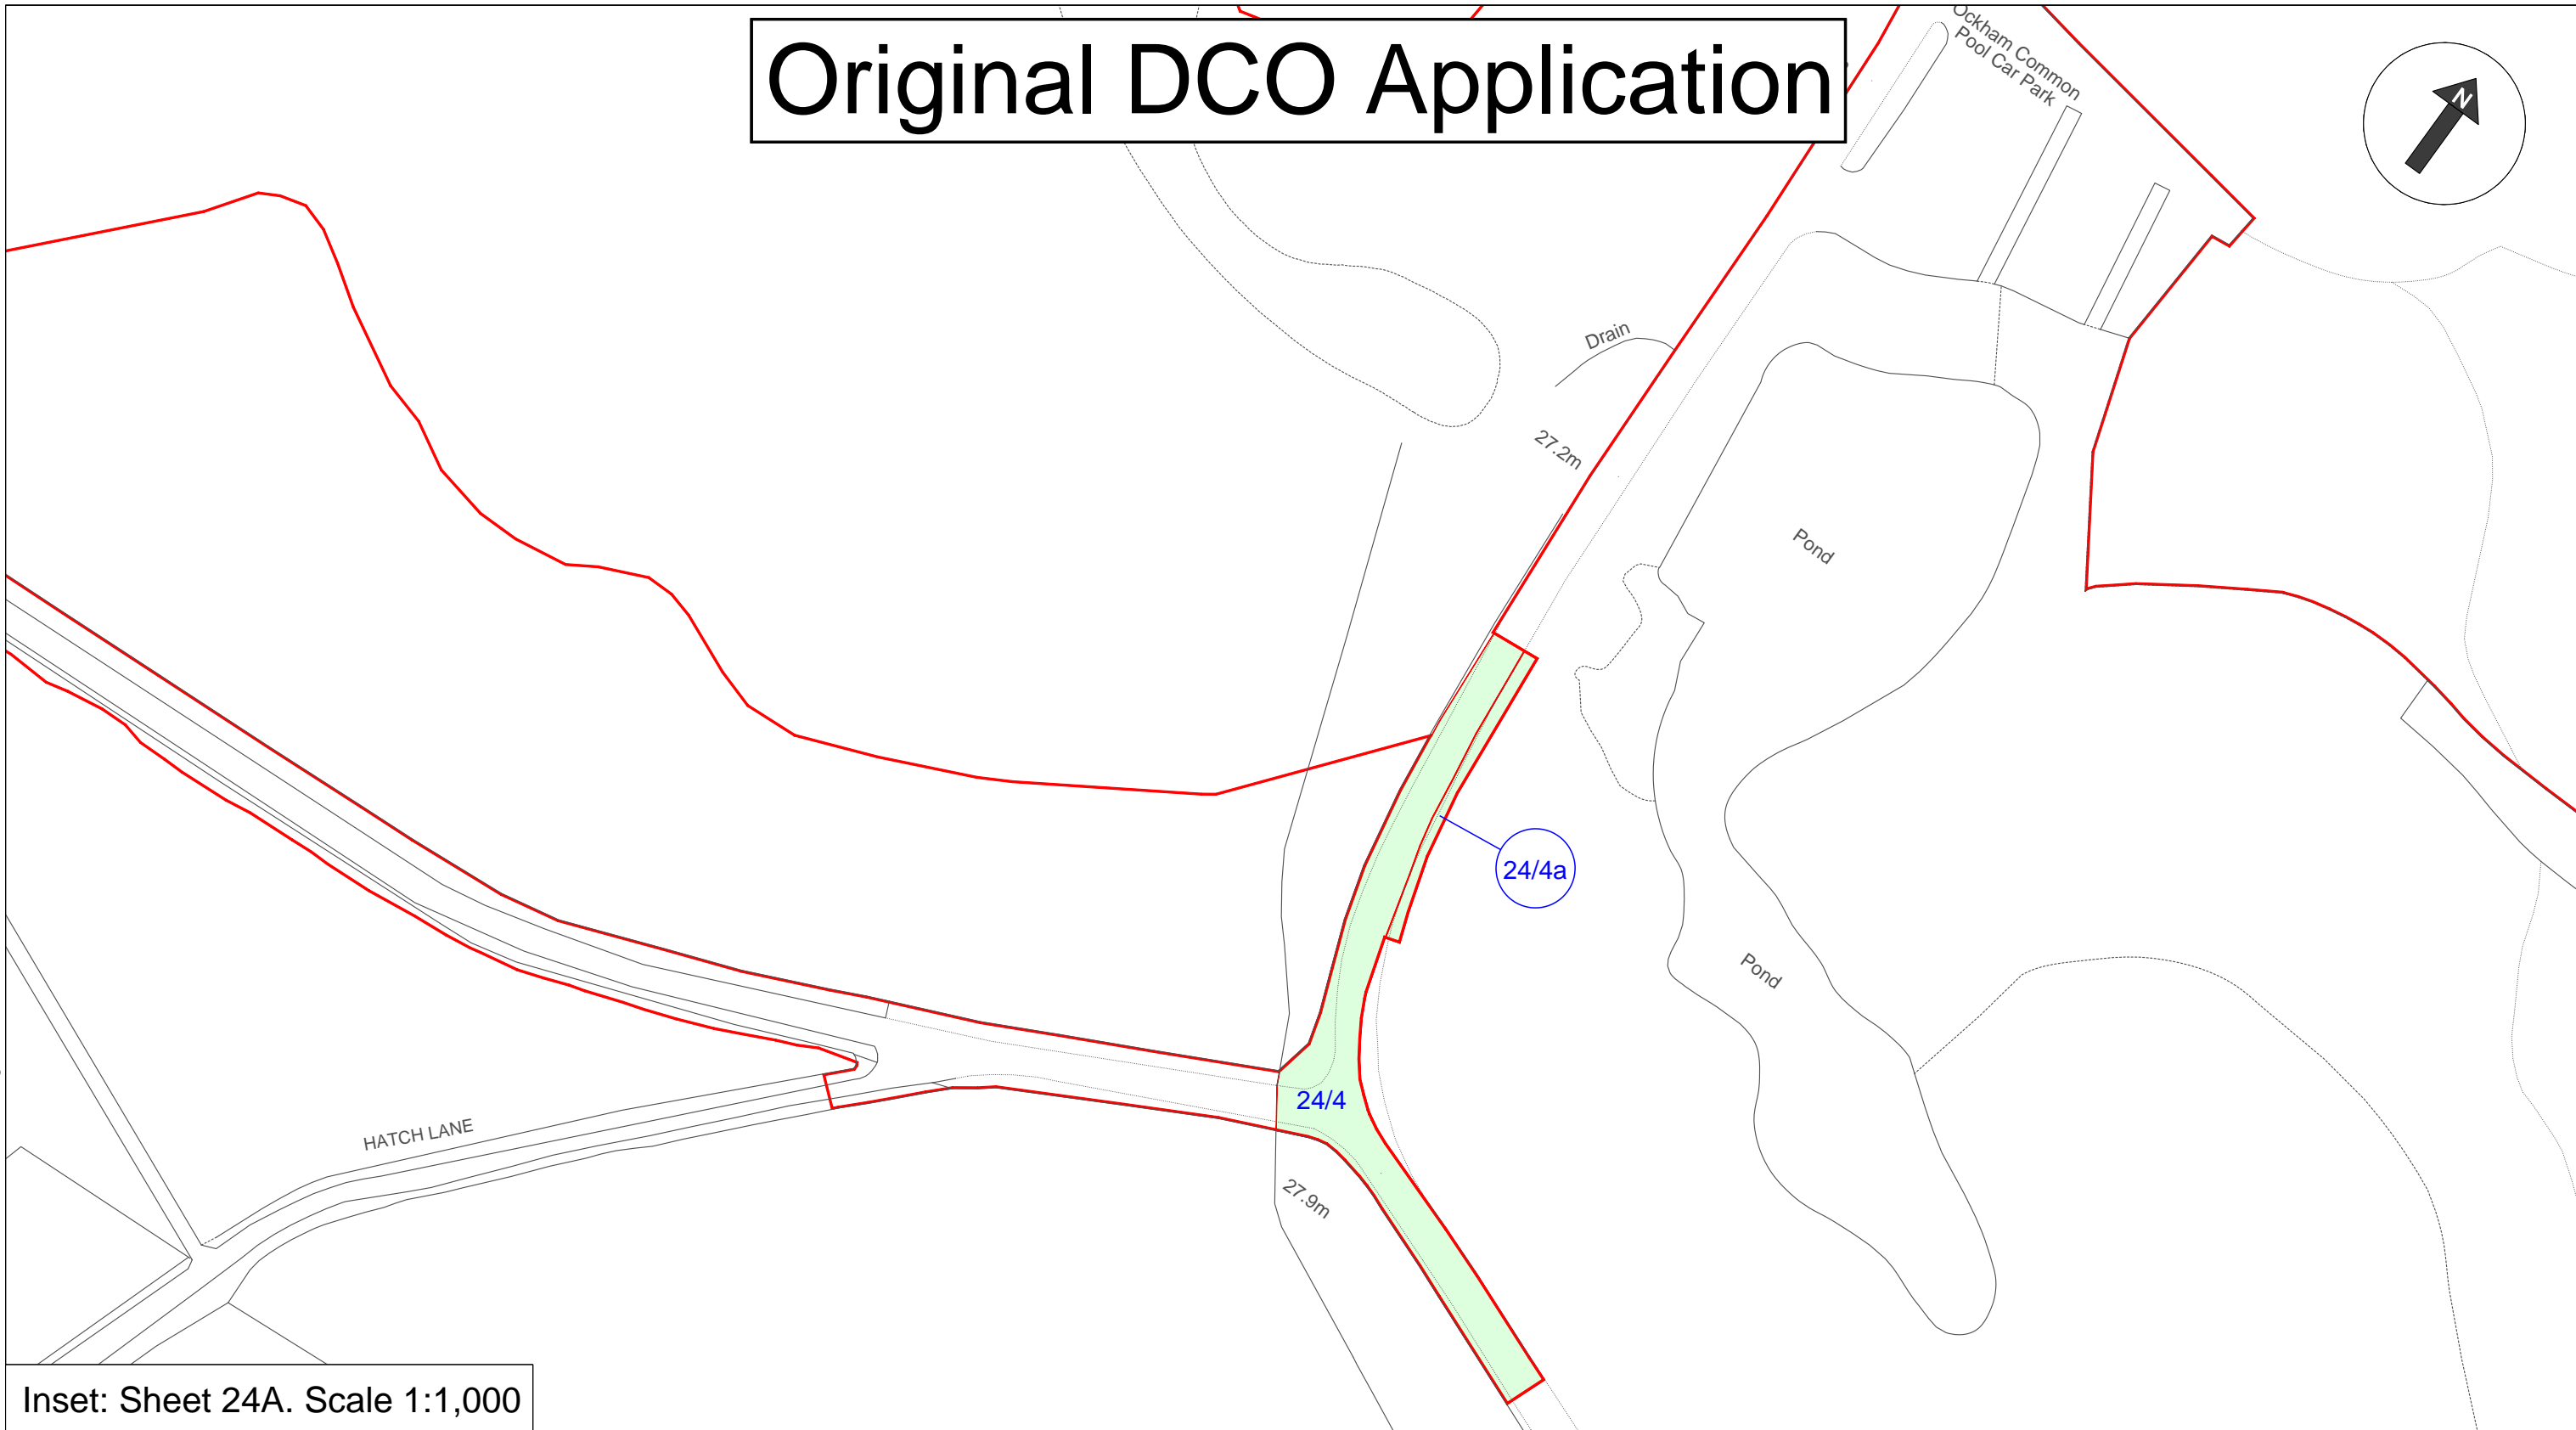 Original DCO Application
Ockham Common
Pool Car Park
N
Drain
27.2m
Pond
24/4a
Pond
24/4
HATCH LANE
27.9m
Inset: Sheet 24A. Scale 1:1,000